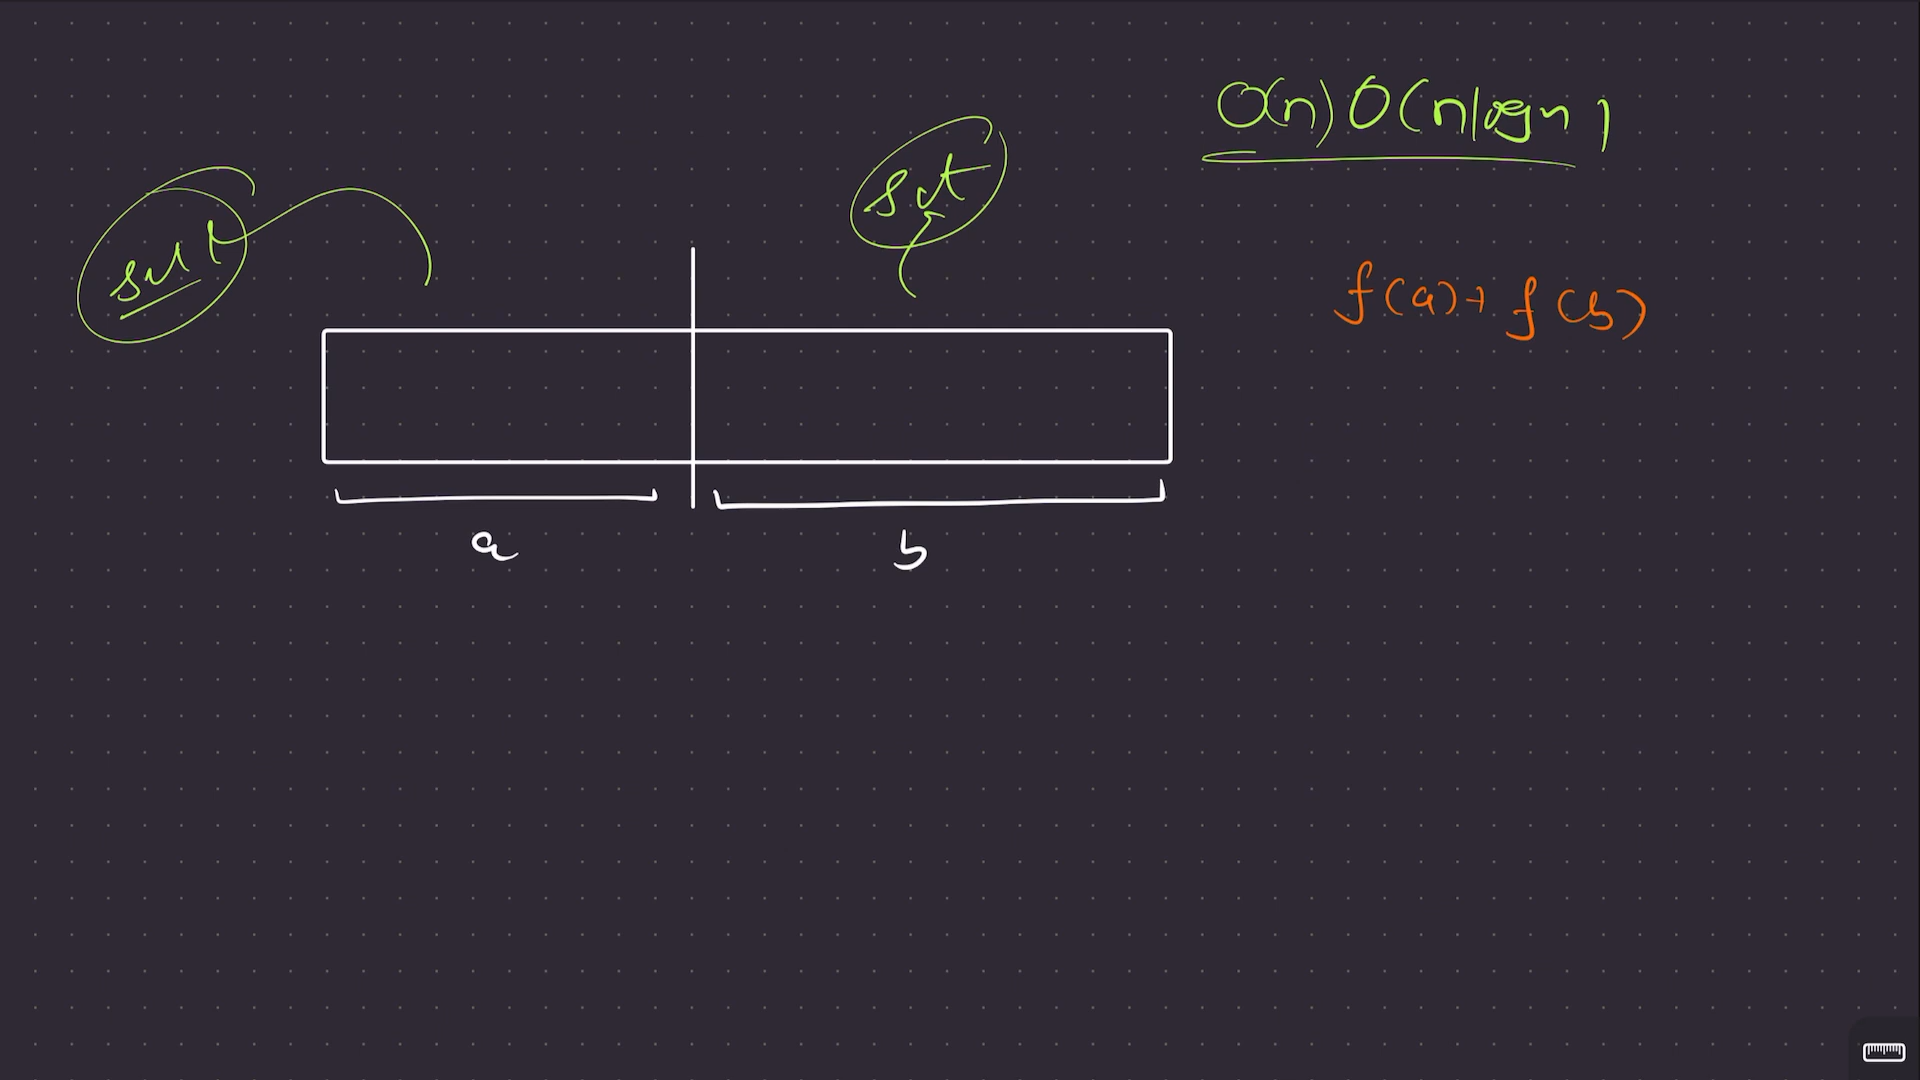 O(n) O(nlogn)
set
set
f(a) + f(b)
a
b